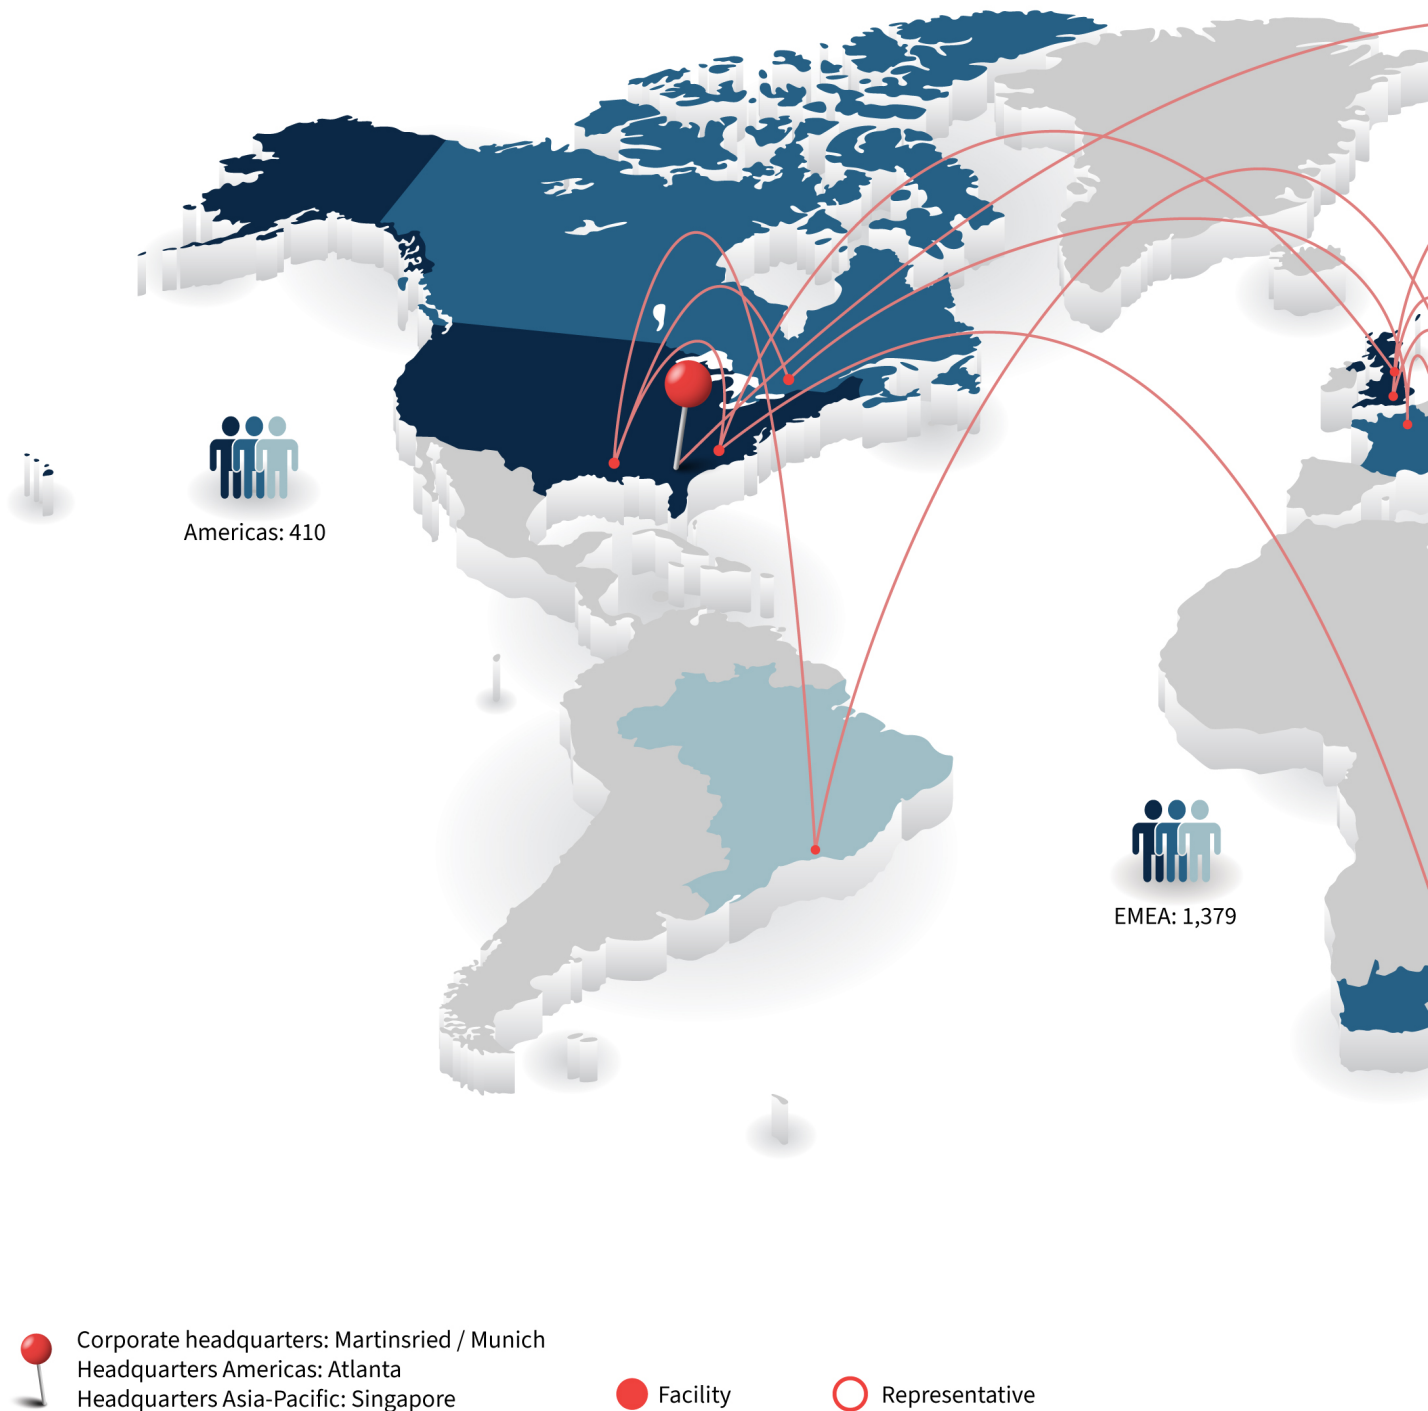 Americas: 410
EMEA: 1,379
Corporate headquarters: Martinsried / Munich
Headquarters Americas: Atlanta
Headquarters Asia-Pacific: Singapore
Facility
Representative